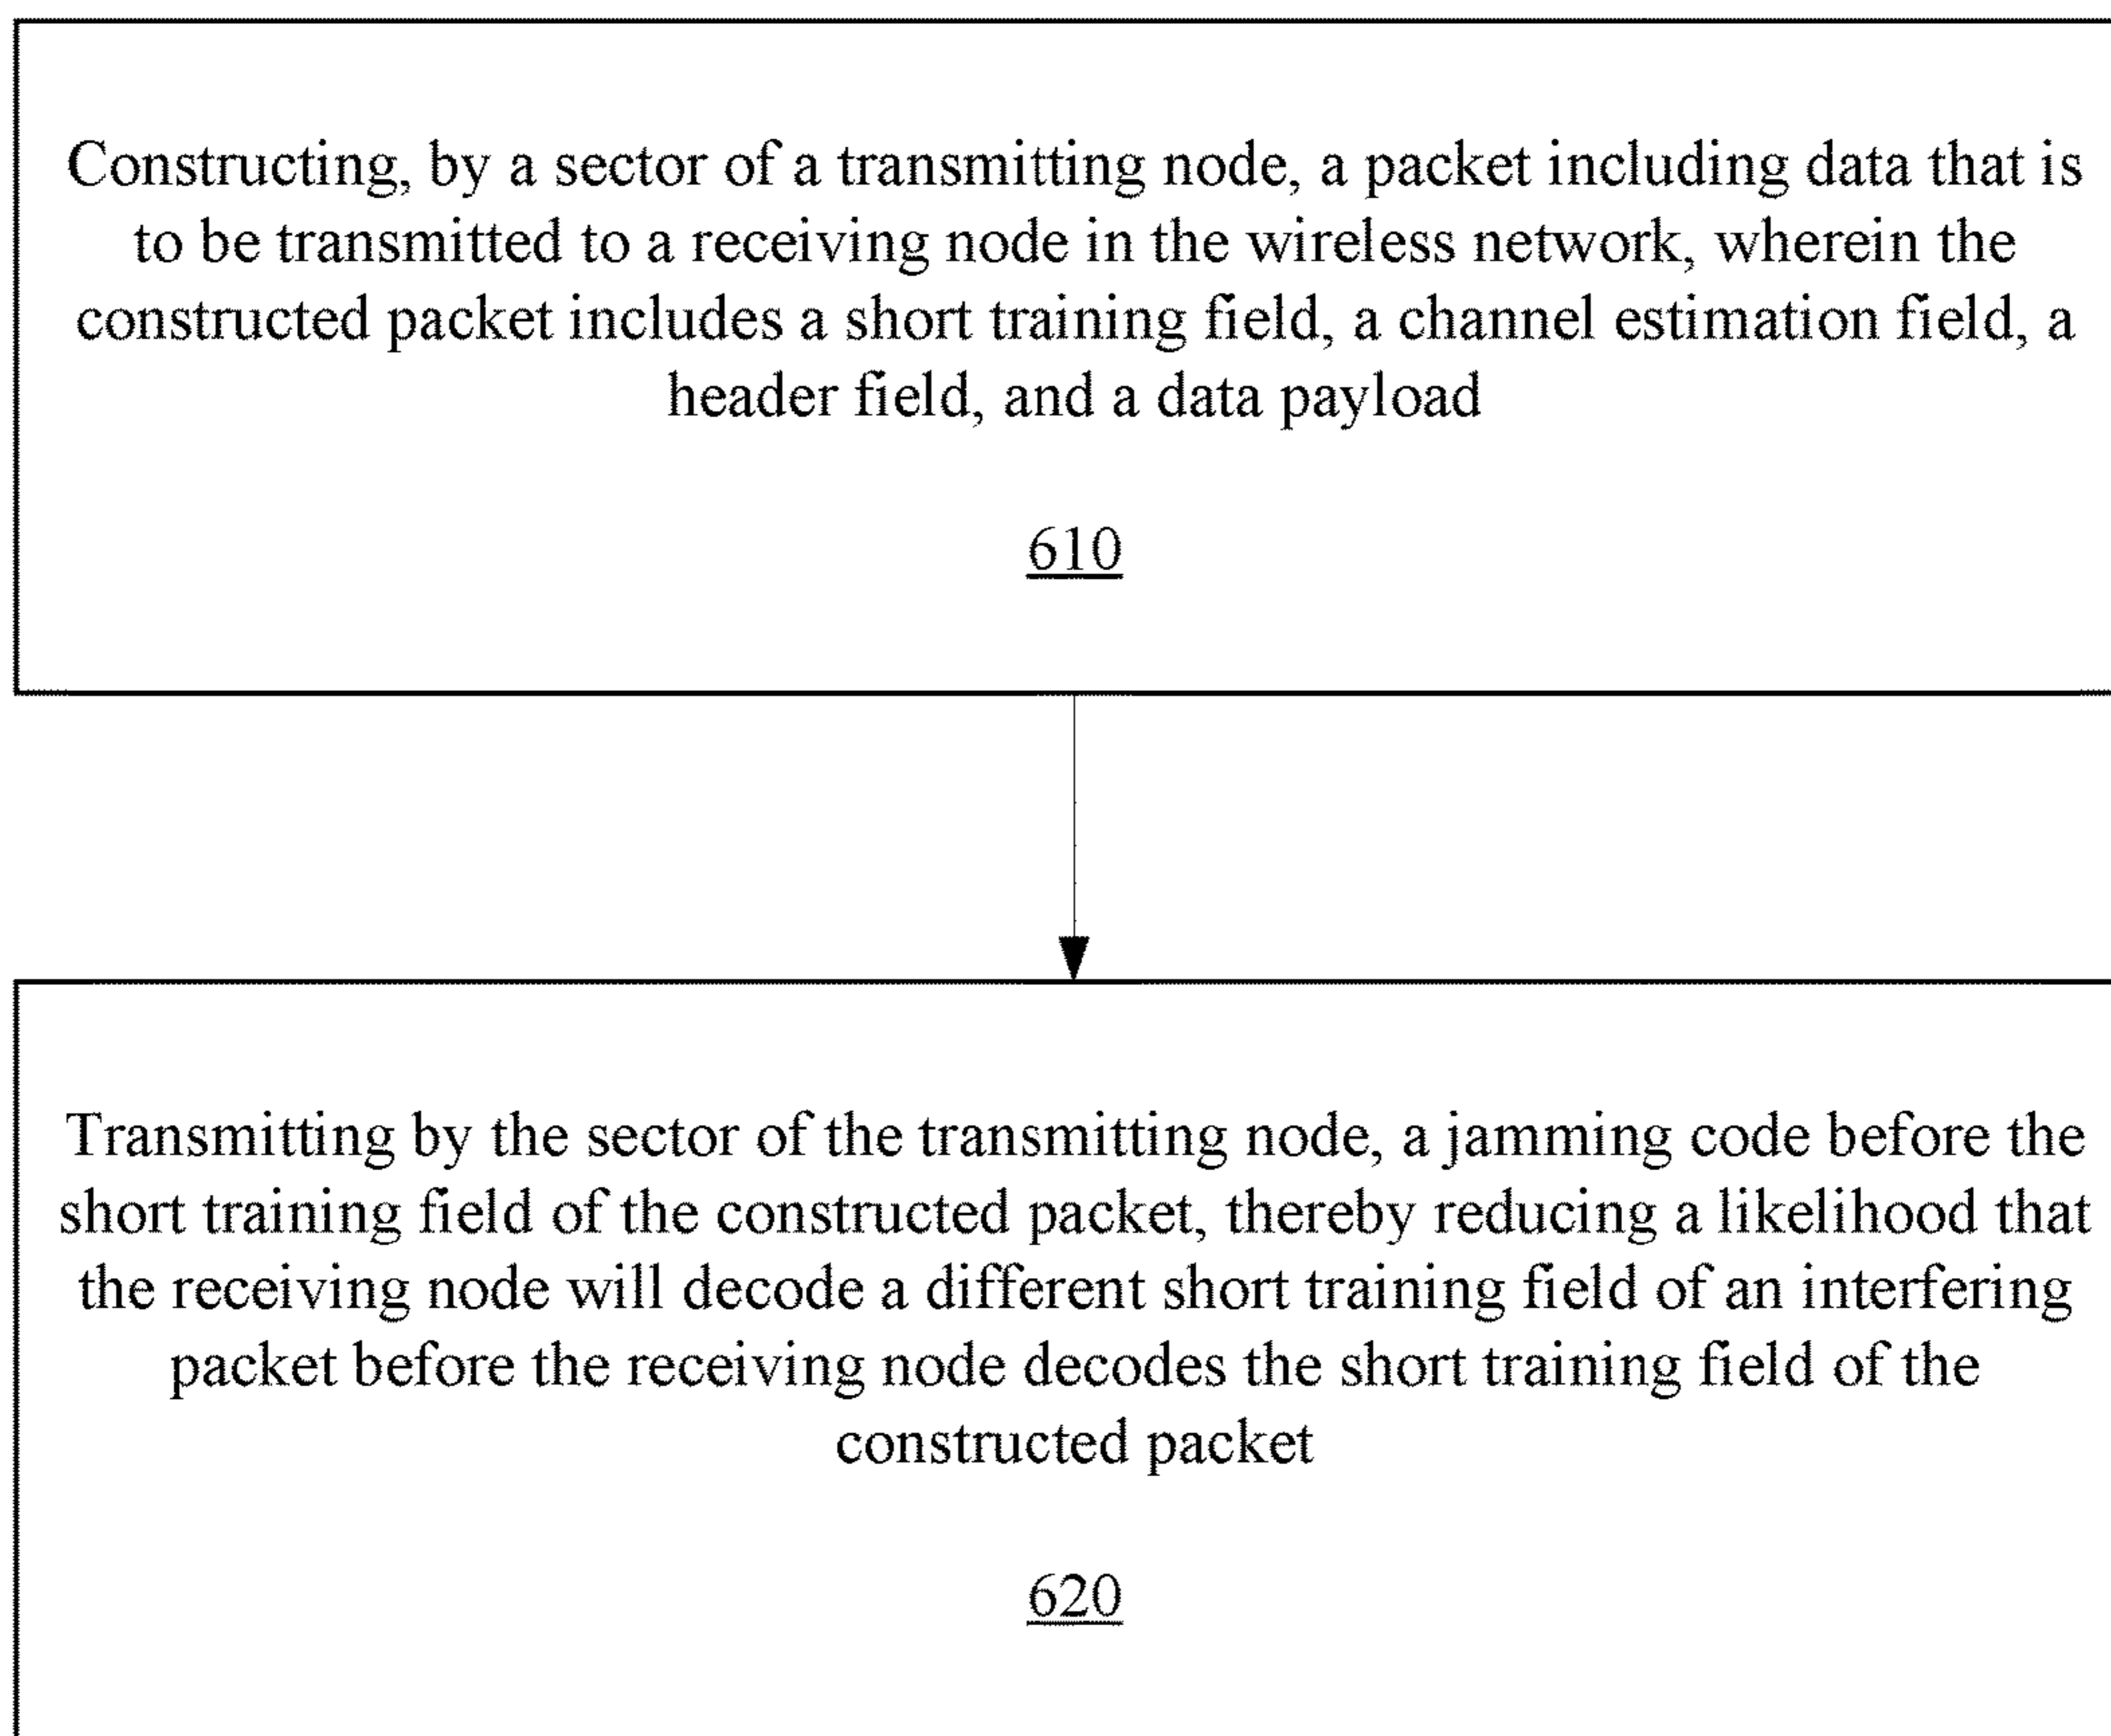 Constructing, by a sector of a transmitting node, a packet including data that is
to be transmitted to a receiving node in the wireless network, wherein the
constructed packet includes a short training field, a channel estimation field, a
header field, and a data payload
610
Transmitting by the sector of the transmitting node, a jamming code before the
short training field of the constructed packet, thereby reducing a likelihood that
the receiving node will decode a different short training field of an interfering
packet before the receiving node decodes the short training field of the
constructed packet
620